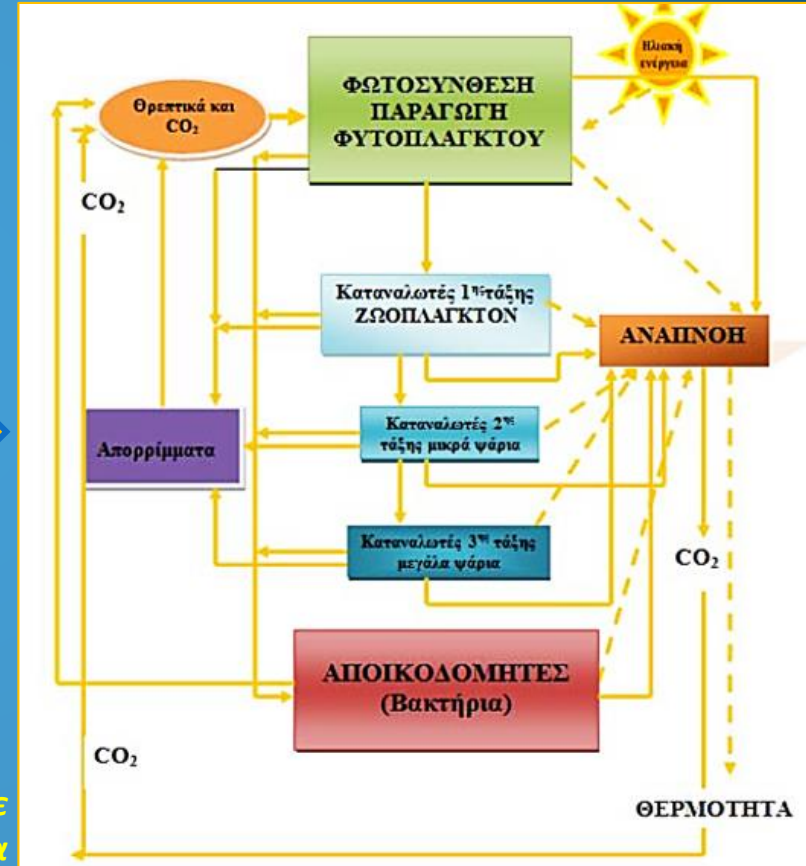 Ηλιακή
ενέργεια
ΦΩΤΟΣΥΝΘΕΣΗ
ΠΑΡΑΓΩΓΗ
ΦΥΤΟΠΛΑΓΚΤΟΥ
Θρεπτικά και
CO₂
CO₂
Καταναλωτές 1ης τάξης
ΖΩΟΠΛΑΓΚΤΟΝ
ΑΝΑΠΝΟΗ
Καταναλωτές 2ης
τάξης μικρά ψάρια
Απορρίμματα
Καταναλωτές 3ης τάξης
μεγάλα ψάρια
CO₂
ΑΠΟΙΚΟΔΟΜΗΤΕΣ
(Βακτήρια)
CO₂
ΘΕΡΜΟΤΗΤΑ